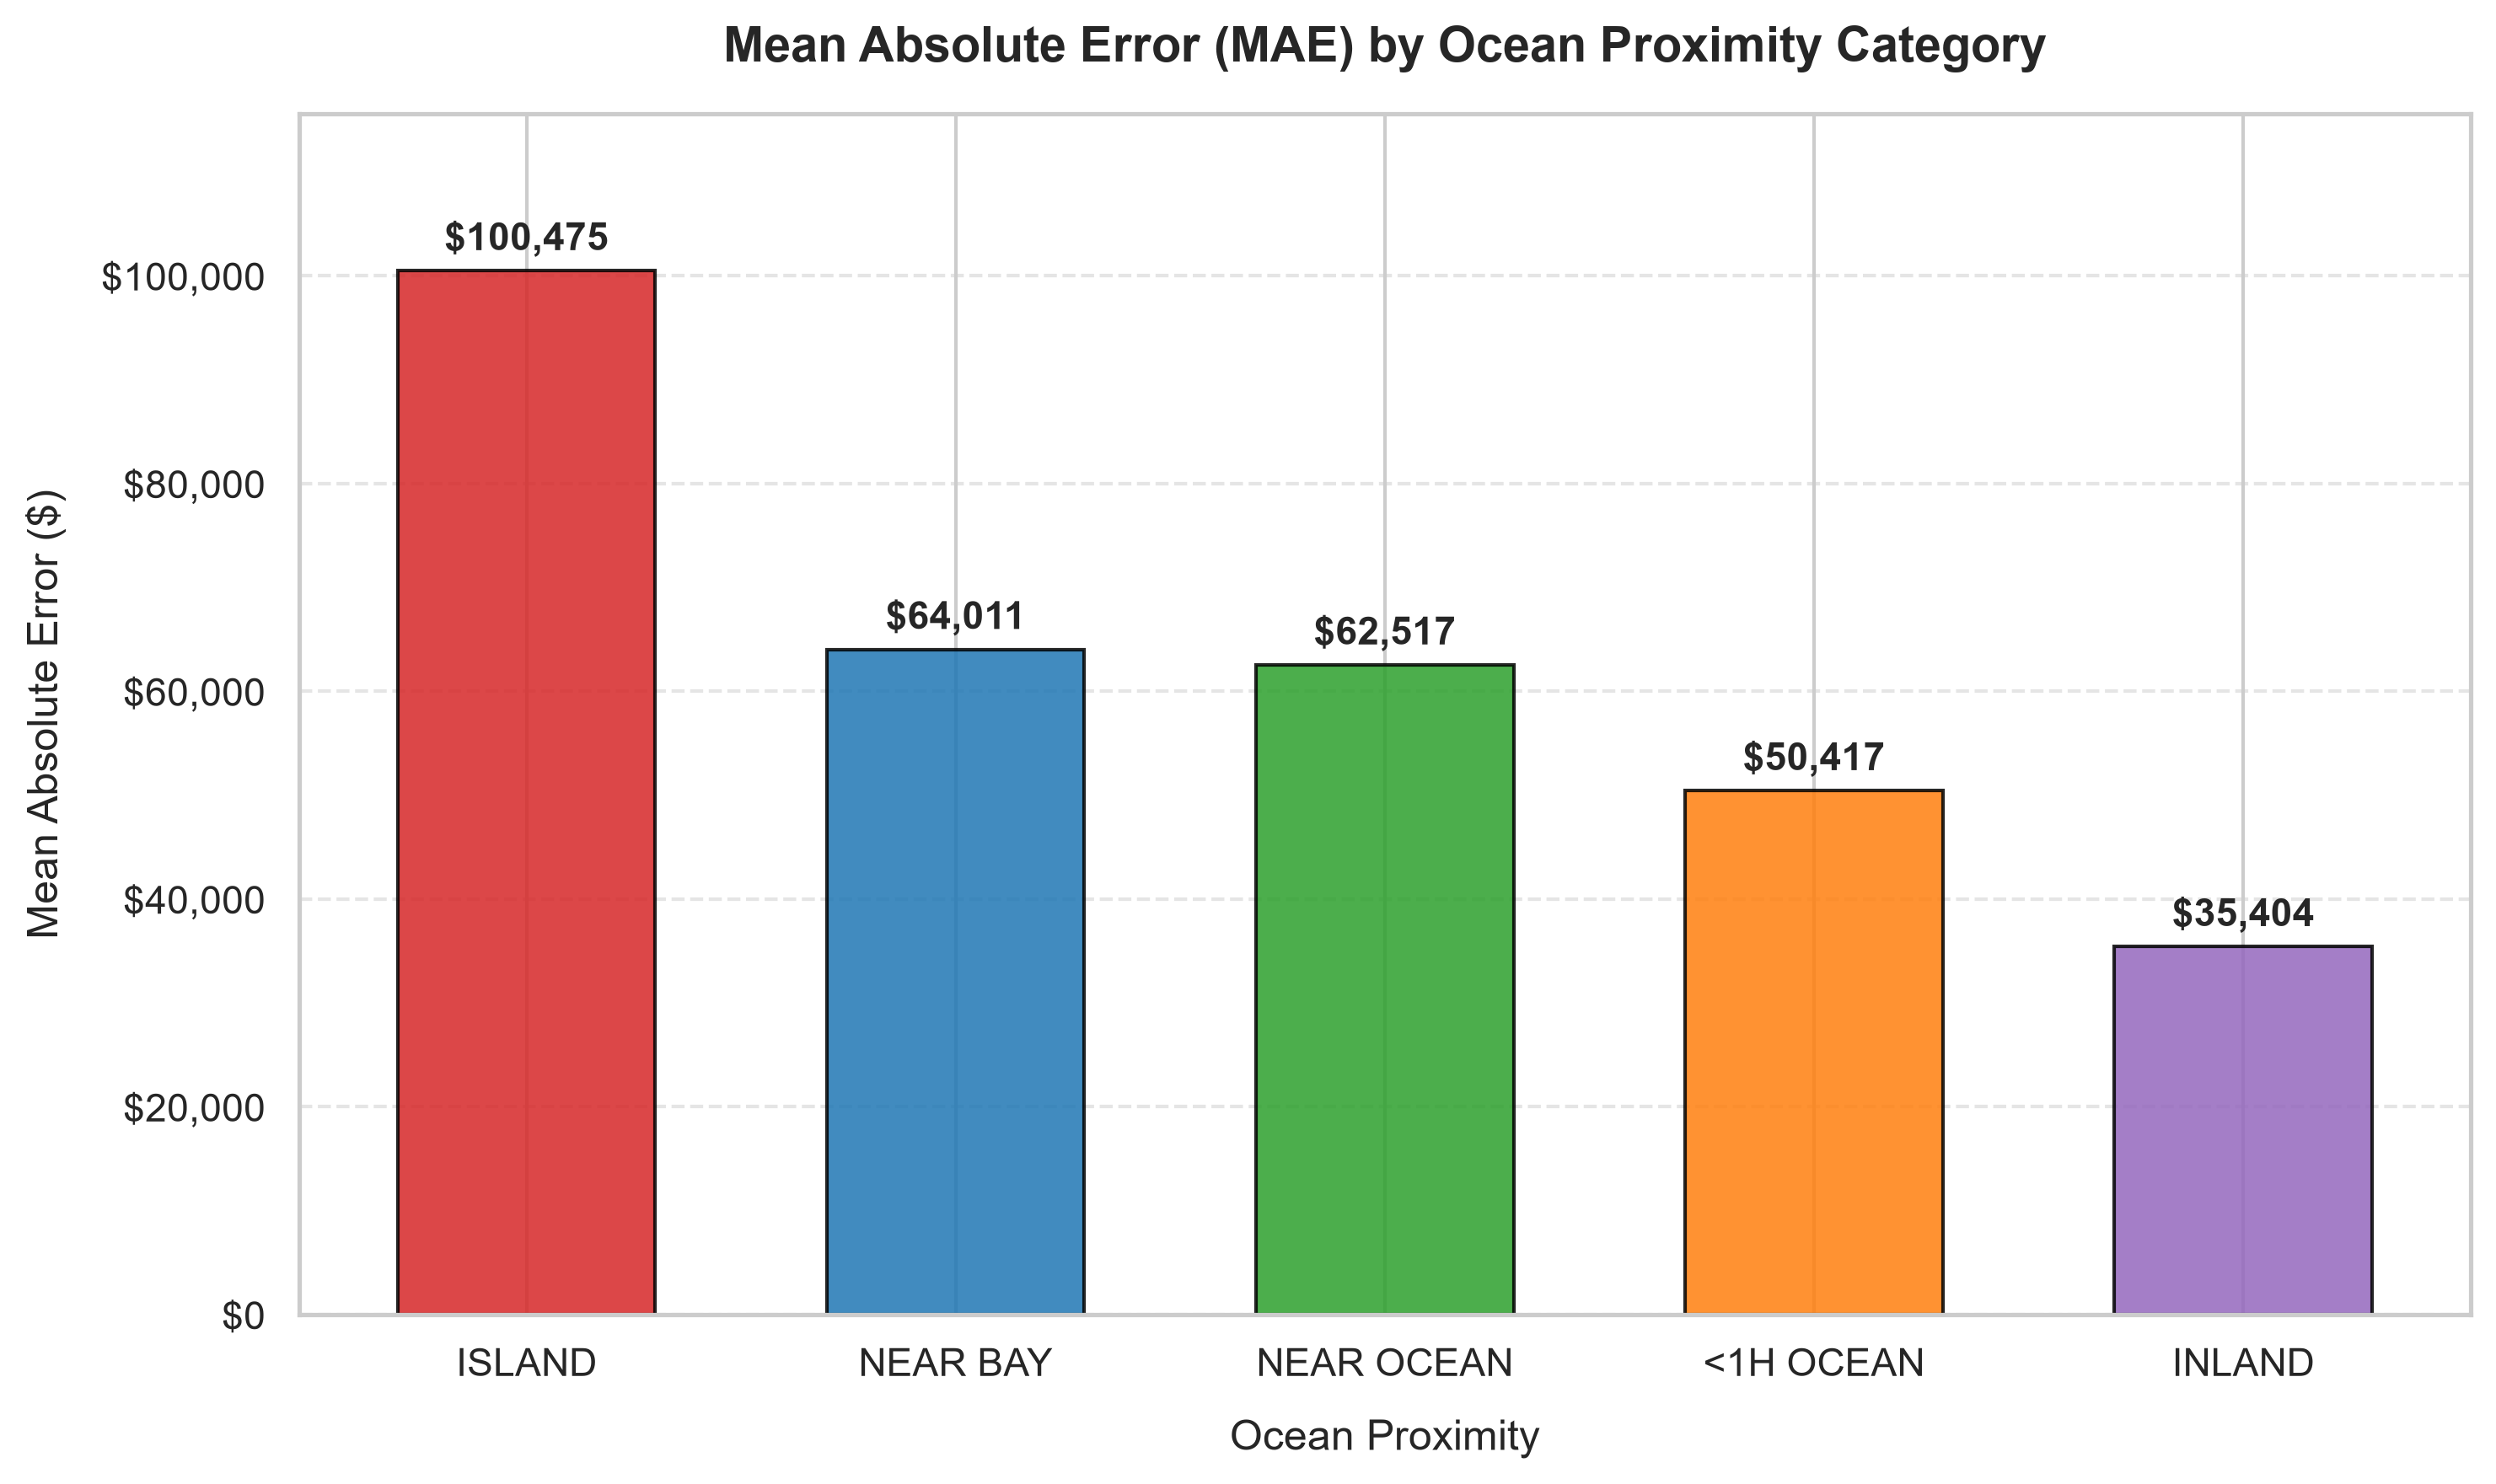 Mean Absolute Error (MAE) by Ocean Proximity Category
Mean Absolute Error ($)
$100,000
$80,000
$60,000
$40,000
$20,000
$0
$100,475
$64,011
$62,517
$50,417
$35,404
ISLAND
NEAR BAY
NEAR OCEAN
<1H OCEAN
INLAND
Ocean Proximity